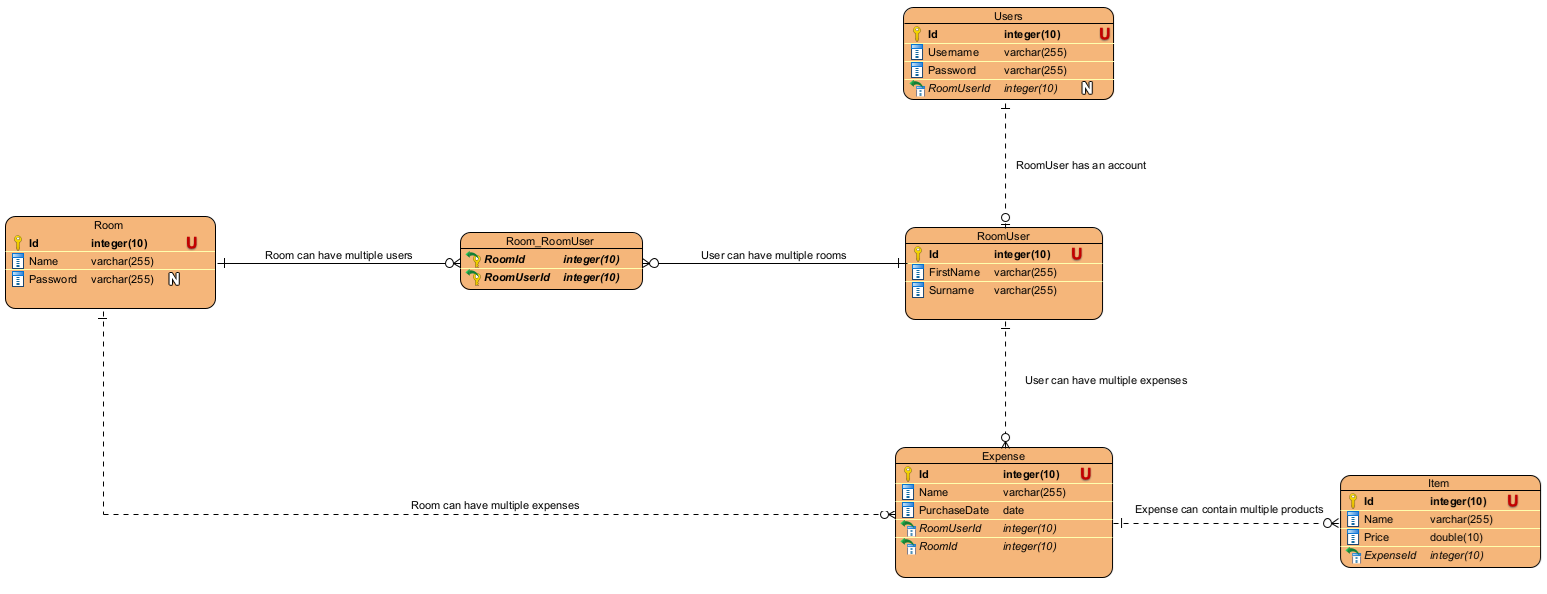 Users
Id integer(10) U
Username varchar(255)
Password varchar(255)
RoomUserId integer(10) N
RoomUser has an account
Room
Id integer(10) U
Name varchar(255)
Password varchar(255) N
Room can have multiple users
Room_RoomUser
RoomId integer(10)
RoomUserId integer(10)
User can have multiple rooms
RoomUser
Id integer(10) U
FirstName varchar(255)
Surname varchar(255)
User can have multiple expenses
Room can have multiple expenses
Expense
Id integer(10) U
Name varchar(255)
PurchaseDate date
RoomUserId integer(10)
RoomId integer(10)
Expense can contain multiple products
Item
Id integer(10) U
Name varchar(255)
Price double(10)
ExpenseId integer(10)